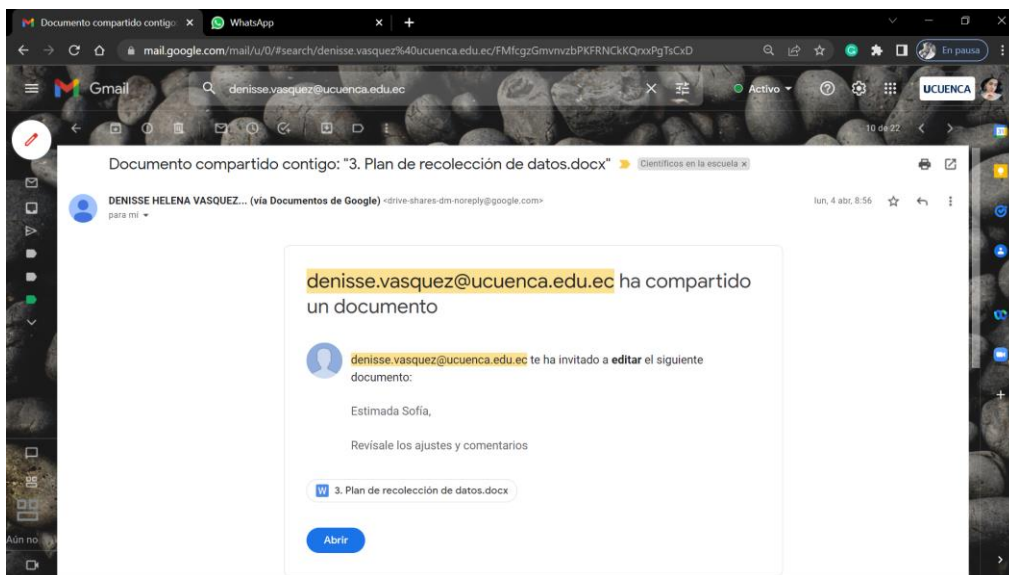 Documento compartido contigo:
WhatsApp
mail.google.com/mail/u/0/#search/denisse.vasquez%40ucuenca.edu.ec/FMfcgzGmvnvzbPKFRNCkKQrxxPgTsCxD
En pausa
Gmail
denisse.vasquez@ucuenca.edu.ec
Activo
UCUENCA
10 de 22
Documento compartido contigo: "3. Plan de recolección de datos.docx"
Científicos en la escuela x
DENISSE HELENA VASQUEZ... (vía Documentos de Google) <drive-shares-dm-noreply@google.com>
lun, 4 abr, 8:56
para mí
denisse.vasquez@ucuenca.edu.ec ha compartido
un documento
denisse.vasquez@ucuenca.edu.ec te ha invitado a editar el siguiente
documento:
Estimada Sofía,
Revísale los ajustes y comentarios
W 3. Plan de recolección de datos.docx
Abrir
Aún no